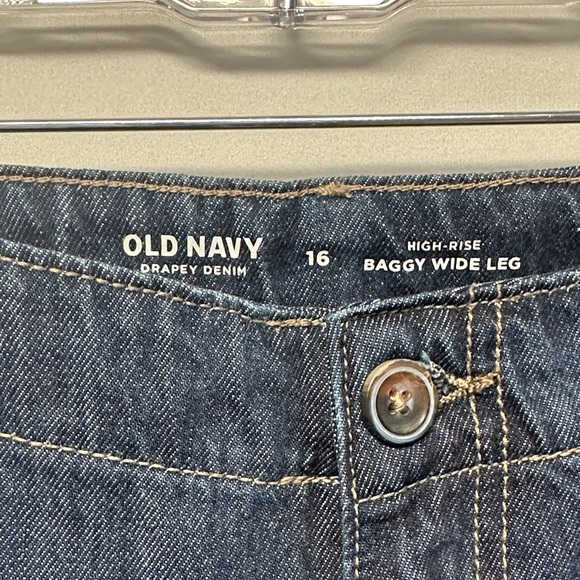 OLD NAVY
DRAPEY DENIM
16
HIGH-RISE
BAGGY WIDE LEG